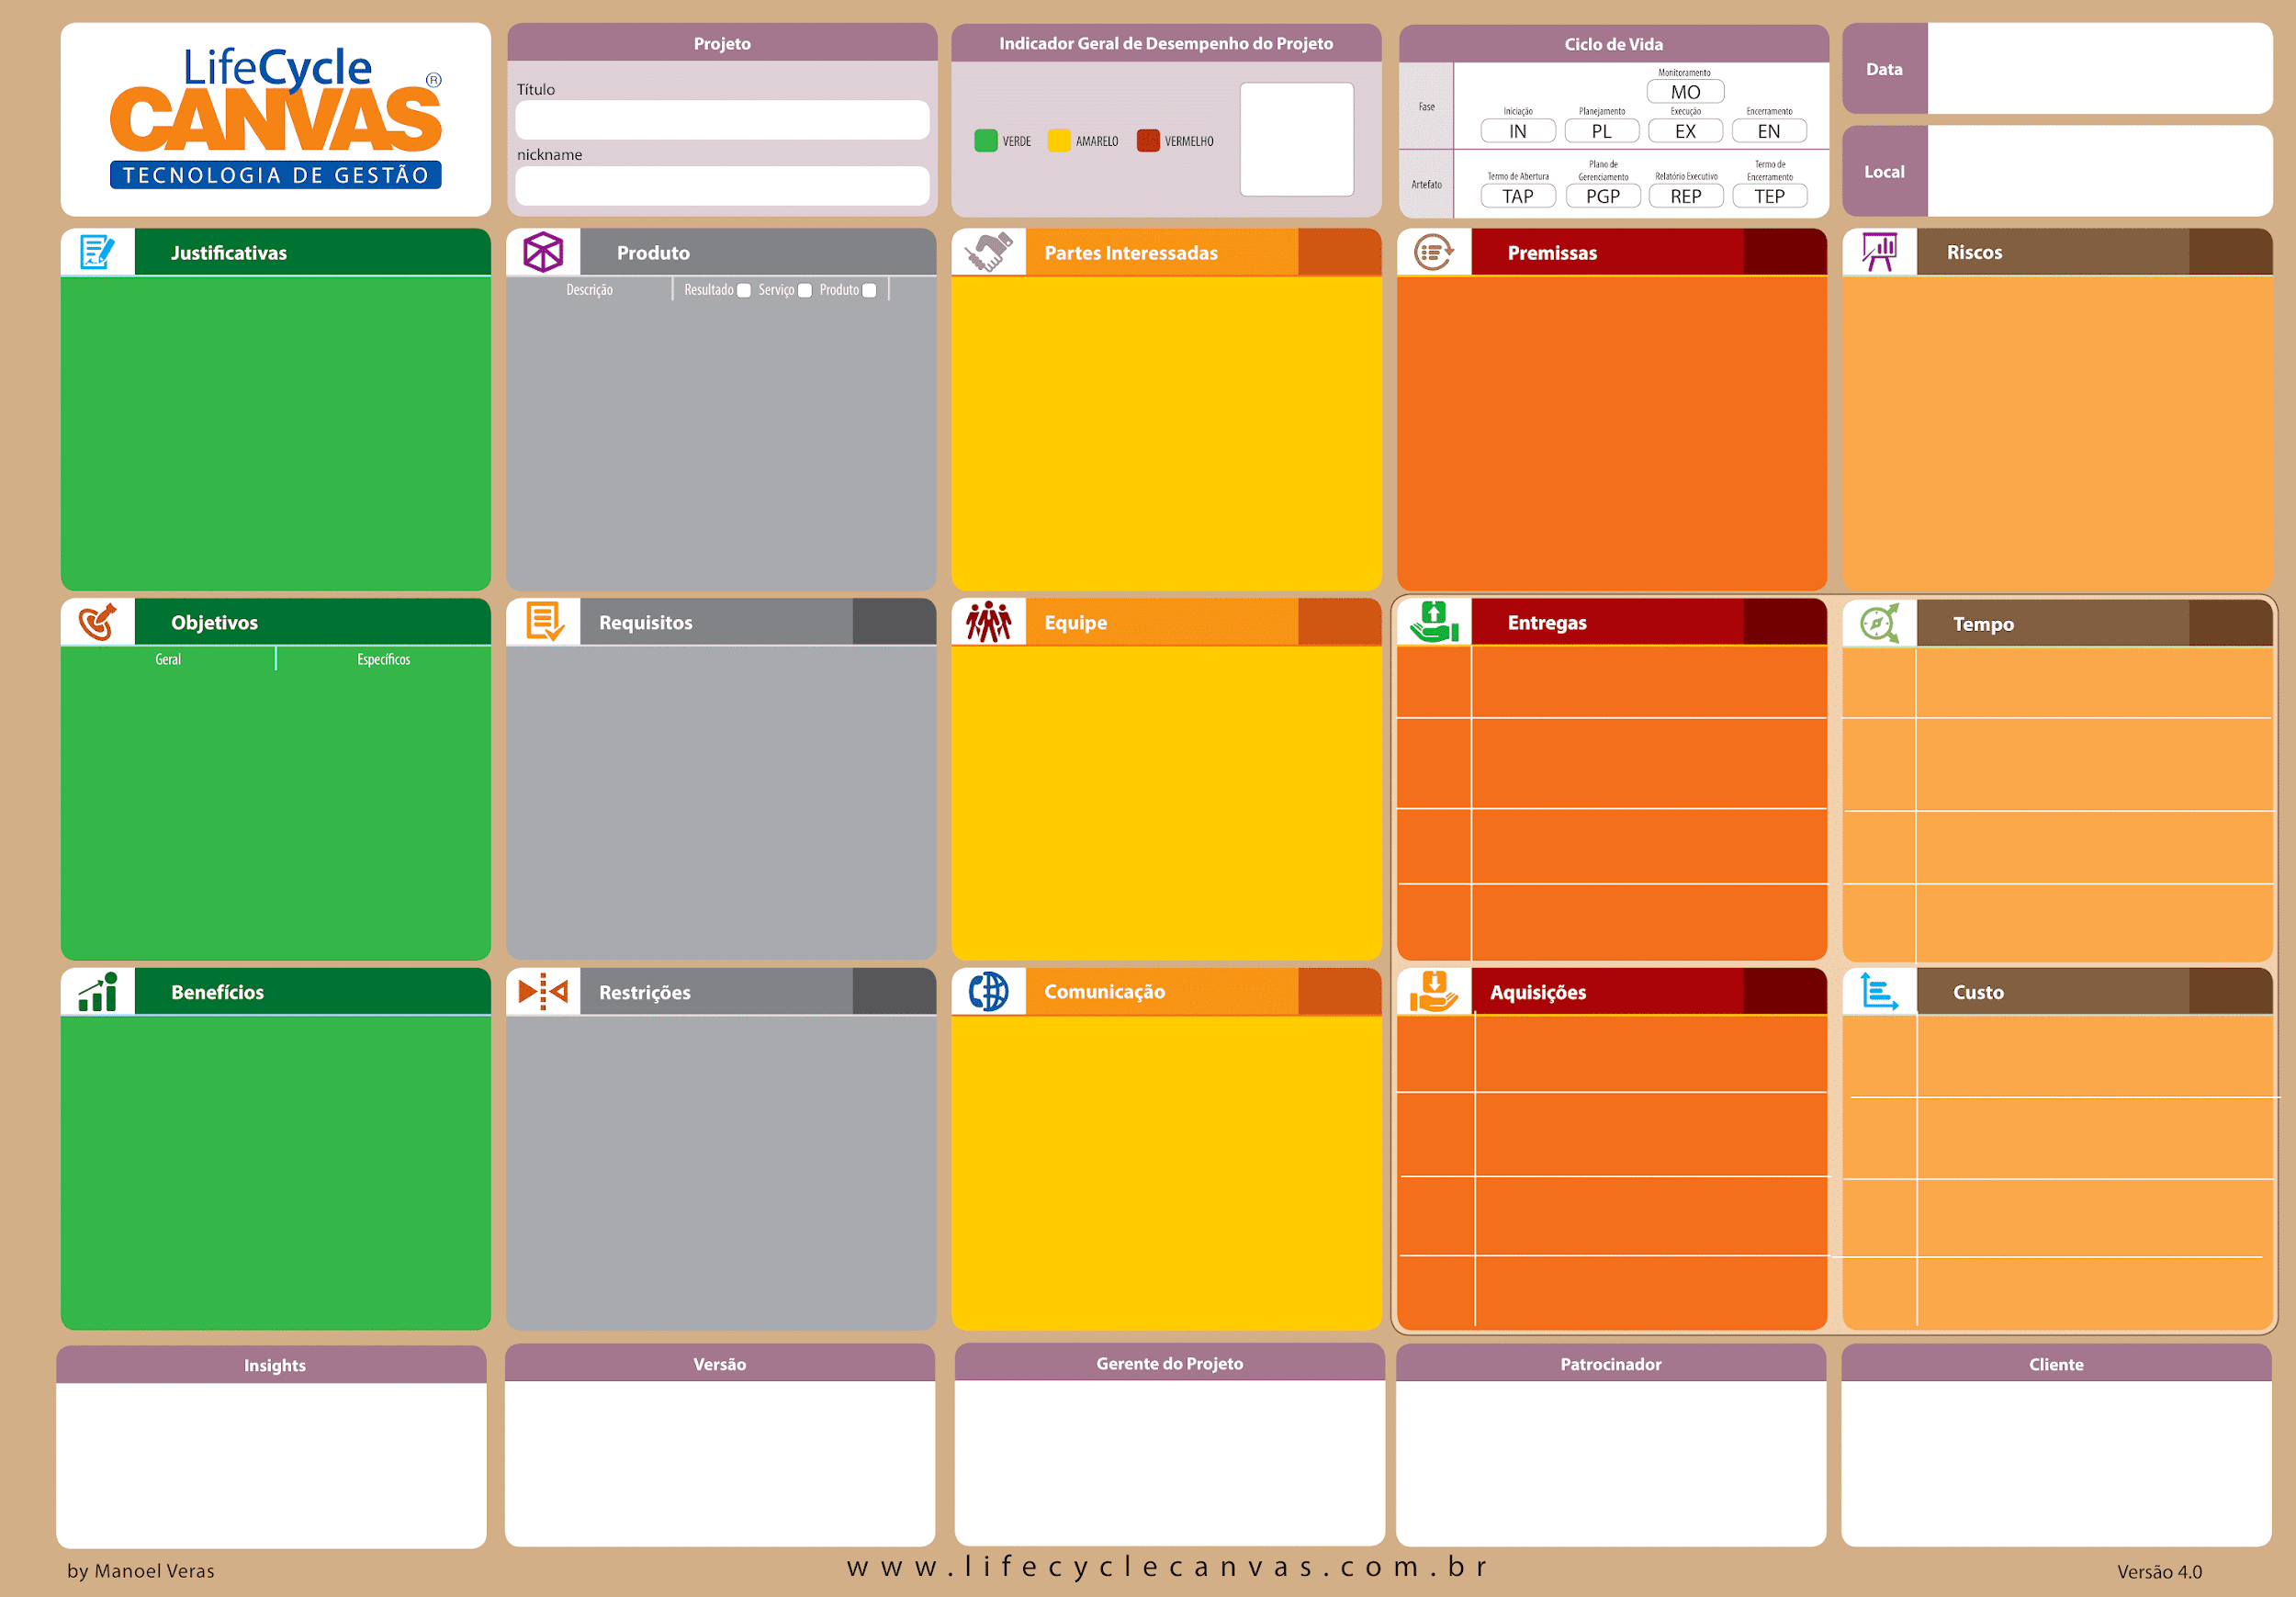 LifeCycle
CANVAS®
TECNOLOGIA DE GESTÃO
Projeto
Título
nickname
Indicador Geral de Desempenho do Projeto
VERDE
AMARELO
VERMELHO
Ciclo de Vida
Fase
Monitoramento
MO
Iniciação
Planejamento
Execução
Encerramento
IN
PL
EX
EN
Artefato
Termo de Abertura
Plano de
Gerenciamento
Relatório Executivo
Termo de
Encerramento
TAP
PGP
REP
TEP
Data
Local
Justificativas
Produto
Descrição
Resultado
Serviço
Produto
Partes Interessadas
Premissas
Riscos
Objetivos
Geral
Específicos
Requisitos
Equipe
Entregas
Tempo
Benefícios
Restrições
Comunicação
Aquisições
Custo
Insights
Versão
Gerente do Projeto
Patrocinador
Cliente
by Manoel Veras
www.lifecyclecanvas.com.br
Versão 4.0